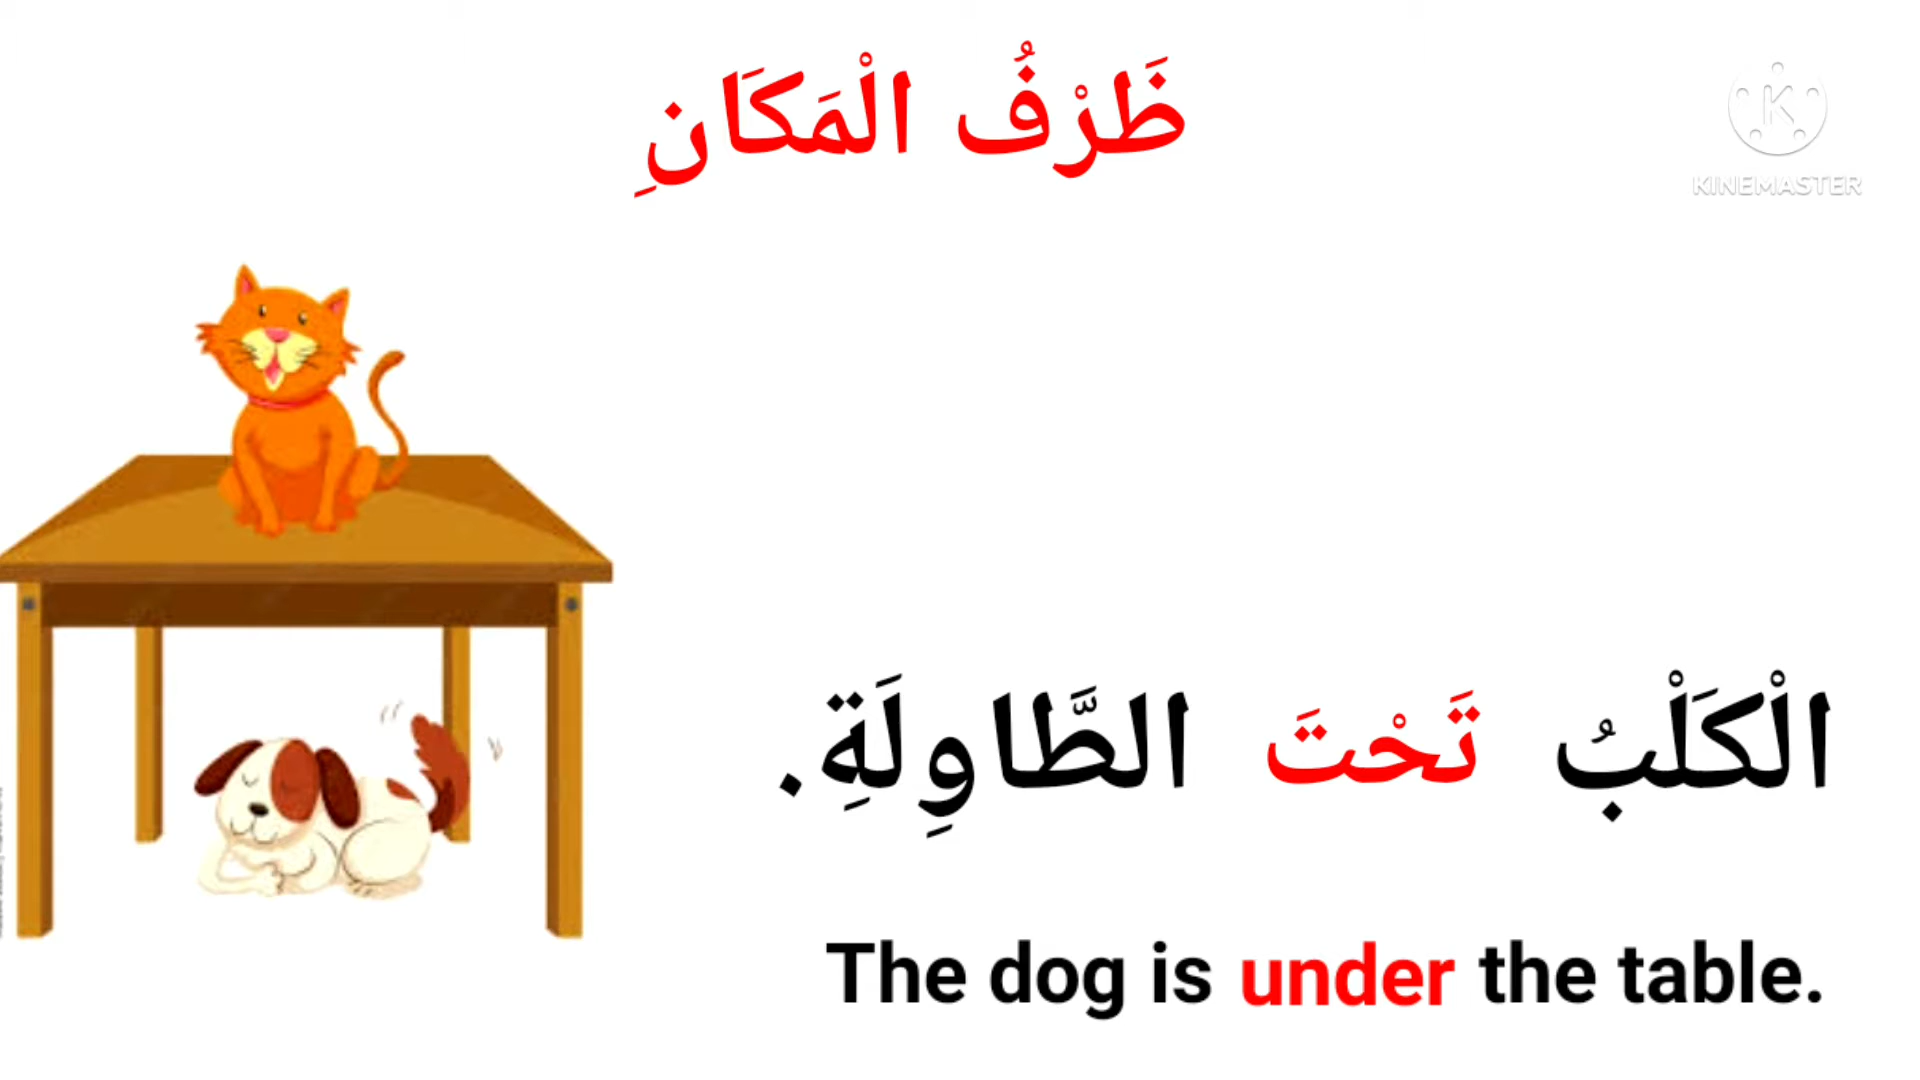 ظَرْفُ الْمَكَانِ
KINEMASTER
الْكَلْبُ تَحْتَ الطَّاوِلَةِ.
The dog is under the table.